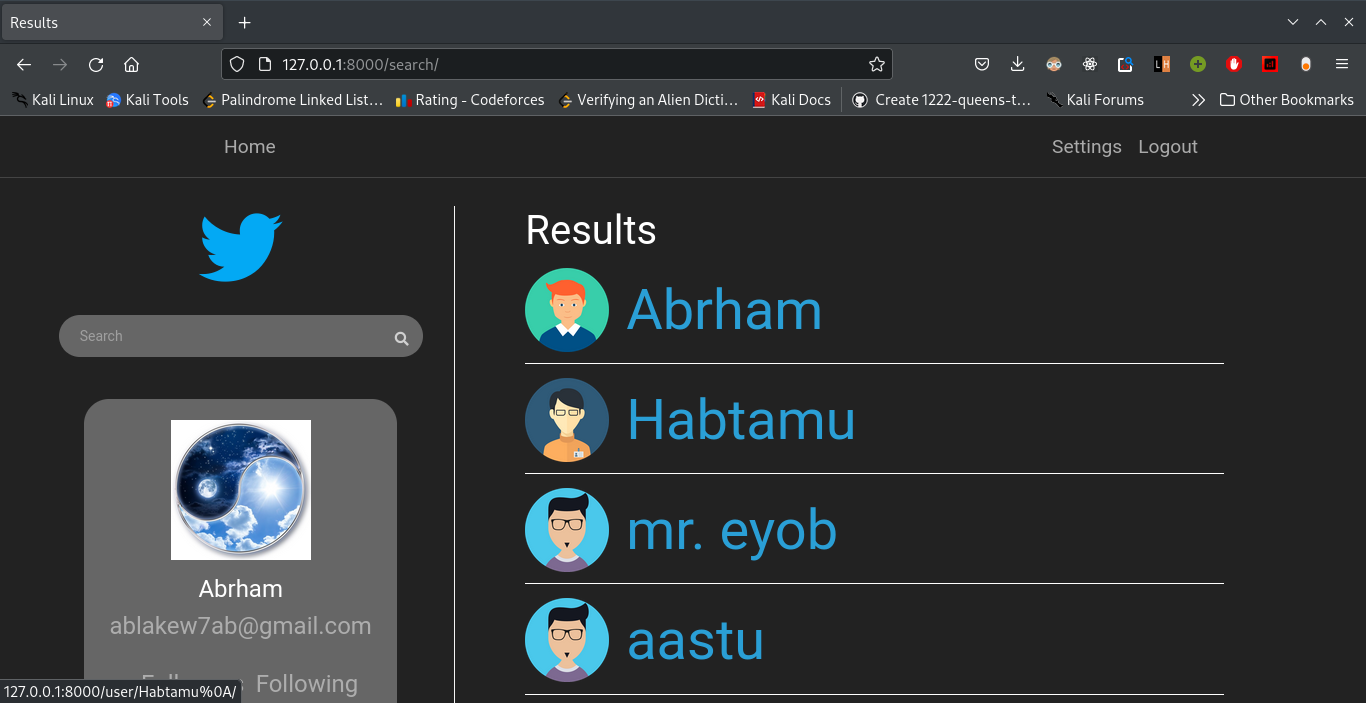 Results
127.0.0.1:8000/search/
Kali Linux
Kali Tools
Palindrome Linked List…
Rating - Codeforces
Verifying an Alien Dicti…
Kali Docs
Create 1222-queens-t…
Kali Forums
Other Bookmarks
Home
Settings
Logout
Search
Abrham
ablakew7ab@gmail.com
Following
127.0.0.1:8000/user/Habtamu%0A/
Results
Abrham
Habtamu
mr. eyob
aastu